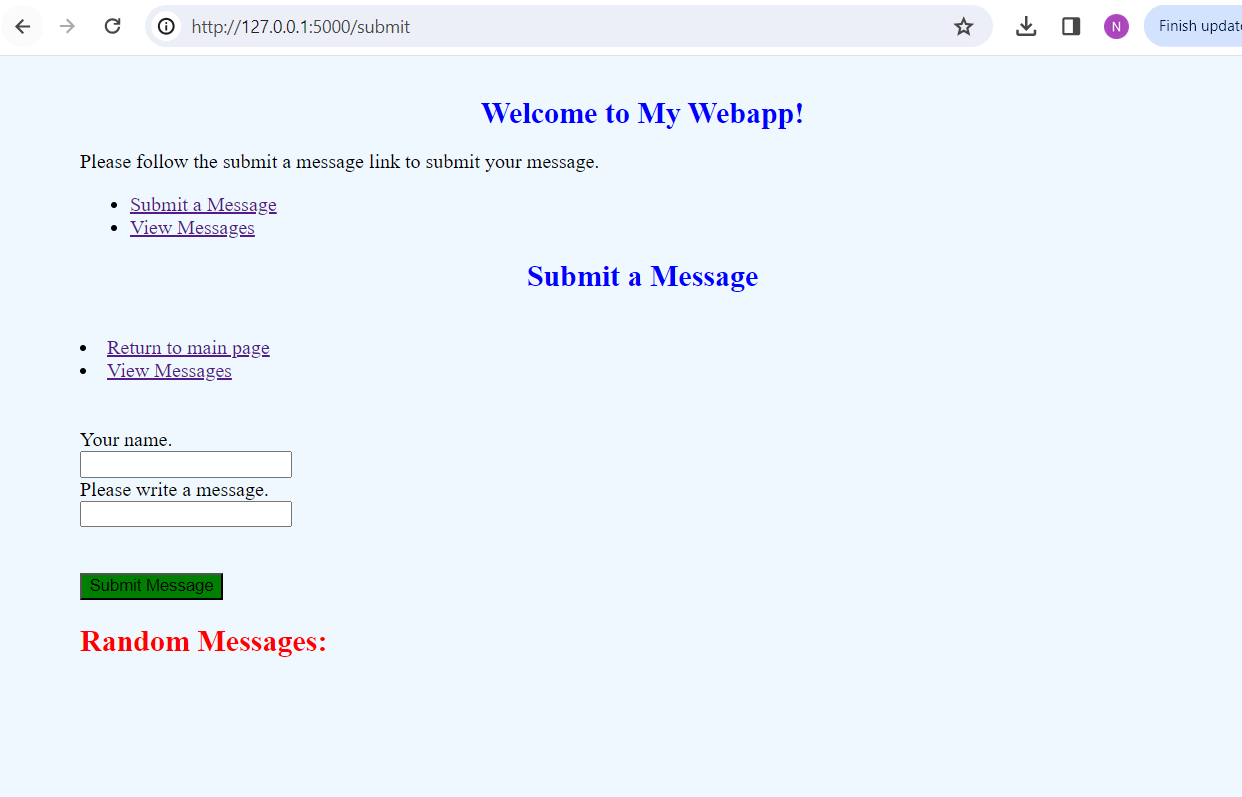 http://127.0.0.1:5000/submit
N
Finish
Welcome to My Webapp!
Please follow the submit a message link to submit your message.
Submit a Message
View Messages
Submit a Message
Return to main page
View Messages
Your name.
Please write a message.
Submit Message
Random Messages: